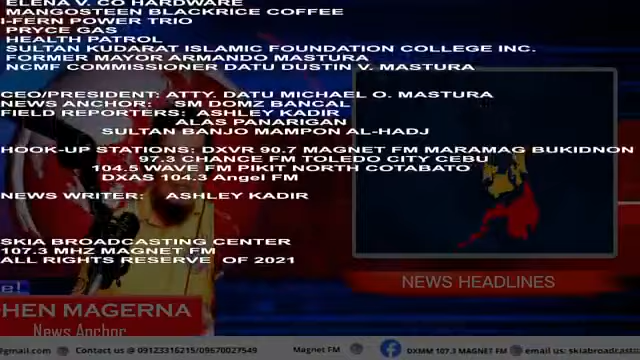 ELENA V. CO HARDWARE
MANGOSTEEN BLACKRICE COFFEE
I-FERN POWER TRIO
PRYCE GAS
HEALTH PATROL
SULTAN KUDARAT ISLAMIC FOUNDATION COLLEGE INC.
FORMER MAYOR ARMANDO MASTURA
NCMF COMMISSIONER DATU DUSTIN V. MASTURA
CEO/PRESIDENT: ATTY. DATU MICHAEL O. MASTURA
NEWS ANCHOR: SM DOMZ BANCAL
FIELD REPORTERS: ASHLEY KADIR
ALAS PANARIGAN
SULTAN BANJO MAMPON AL-HADJ
HOOK-UP STATIONS: DXVR 90.7 MAGNET FM MARAMAG BUKIDNON
97.3 CHANCE FM TOLEDO CITY CEBU
104.5 WAVE FM PIKIT NORTH COTABATO
DXAS 104.3 Angel FM
NEWS WRITER: ASHLEY KADIR
SKIA BROADCASTING CENTER
107.3 MHZ MAGNET FM
ALL RIGHTS RESERVE OF 2021
NEWS HEADLINES
HEN MAGERNA
News Anchor
@gmail.com Contact us @ 09123316215/09670027549 Magnet FM DXMM 107.3 MAGNET FM email us: skiabroadcastc